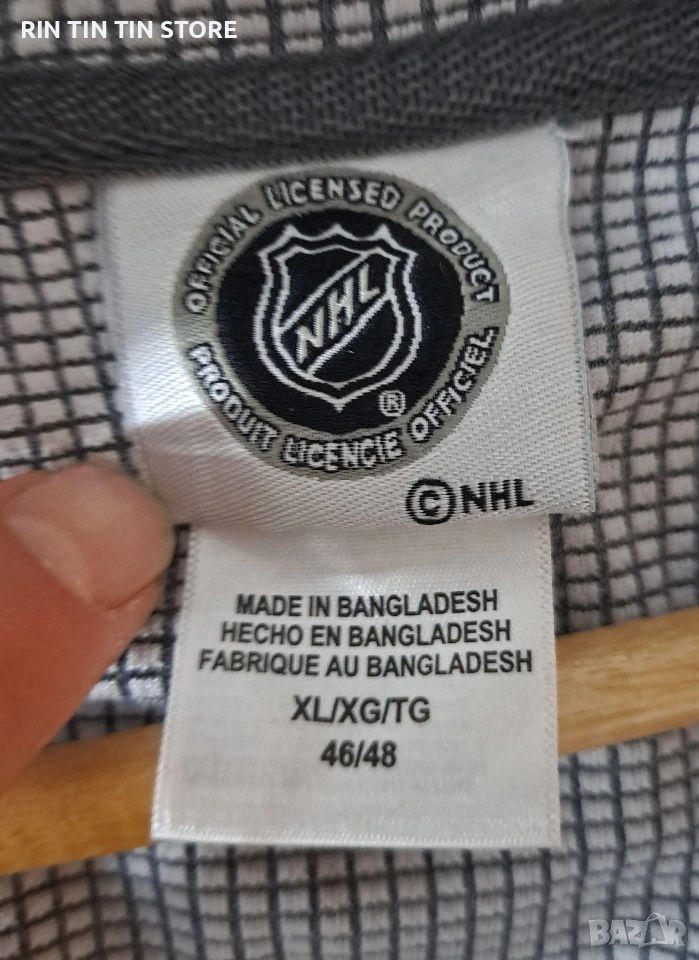 RIN TIN TIN STORE
OFFICIAL LICENSED PRODUCT
NHL
®
PRODUIT LICENCIE OFFICIEL
© NHL
MADE IN BANGLADESH
HECHO EN BANGLADESH
FABRIQUE AU BANGLADESH
XL/XG/TG
46/48
BAZAR